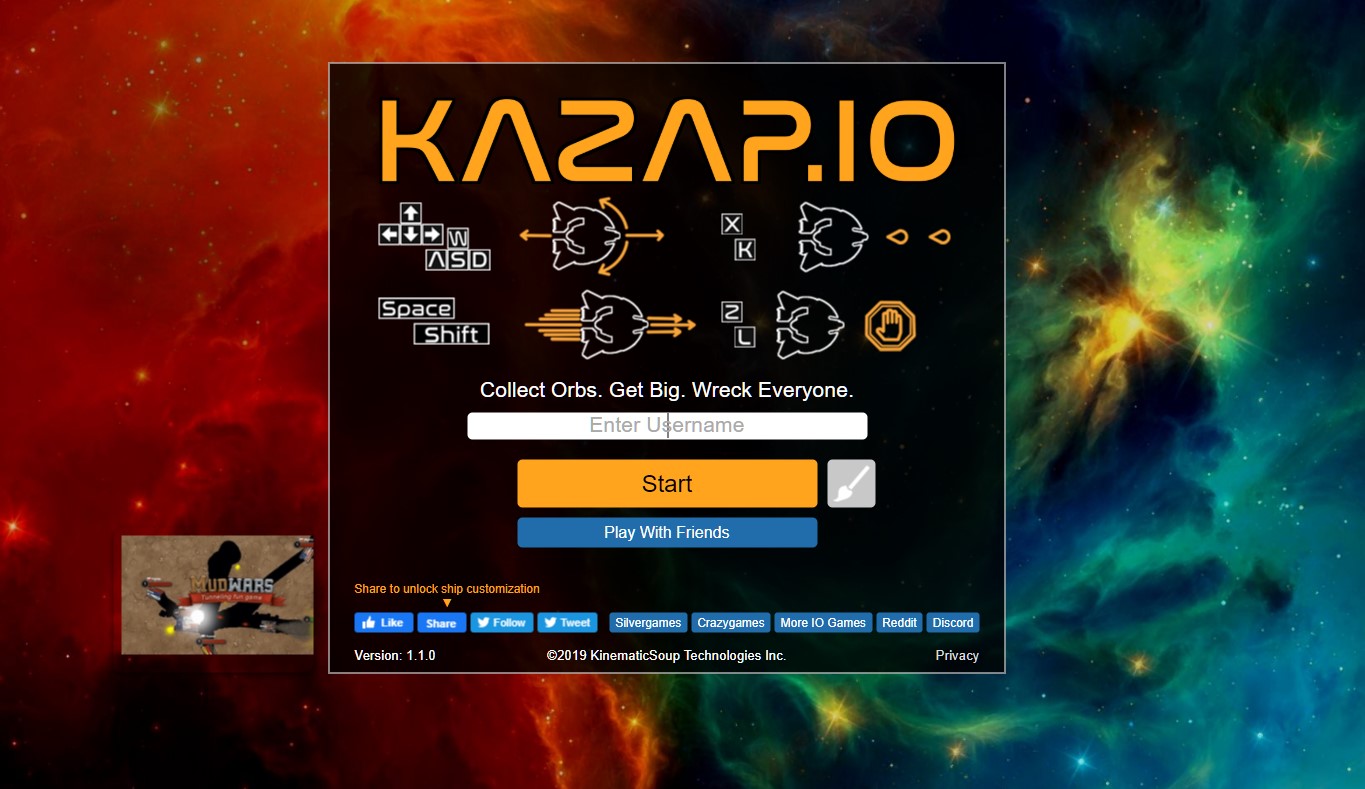 KAZAP.IO
W
ASD
X
K
Space
Shift
Z
L
Collect Orbs. Get Big. Wreck Everyone.
Enter Username
Start
Play With Friends
MUDWARS
Tunneling fun game
Share to unlock ship customization
Like Share Follow Tweet Silvergames Crazygames More IO Games Reddit Discord
Version: 1.1.0 ©2019 KinematicSoup Technologies Inc. Privacy